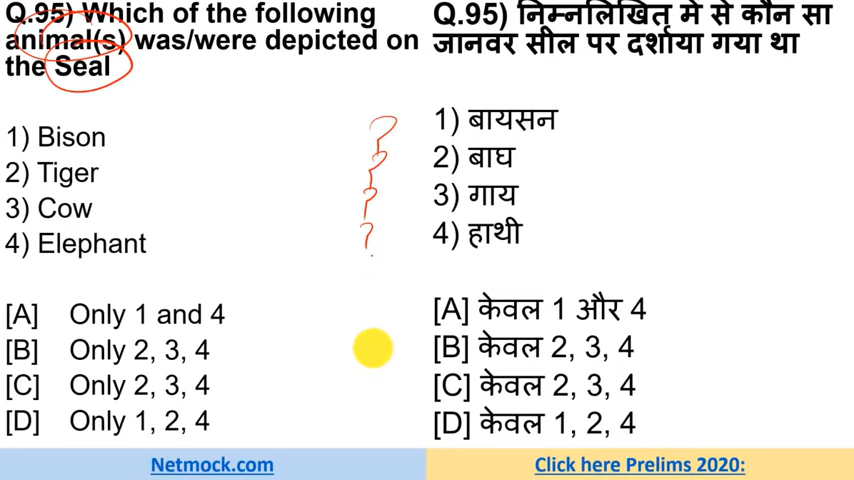 Q.95) Which of the following
animal(s) was/were depicted on
the Seal
1) Bison
2) Tiger
3) Cow
4) Elephant
[A] Only 1 and 4
[B] Only 2, 3, 4
[C] Only 2, 3, 4
[D] Only 1, 2, 4
Q.95) निम्नलिखित में से कौन सा
जानवर सील पर दर्शाया गया था
1) बायसन
2) बाघ
3) गाय
4) हाथी
[A] केवल 1 और 4
[B] केवल 2, 3, 4
[C] केवल 2, 3, 4
[D] केवल 1, 2, 4
? 
?
?
?
Netmock.com
Click here Prelims 2020: